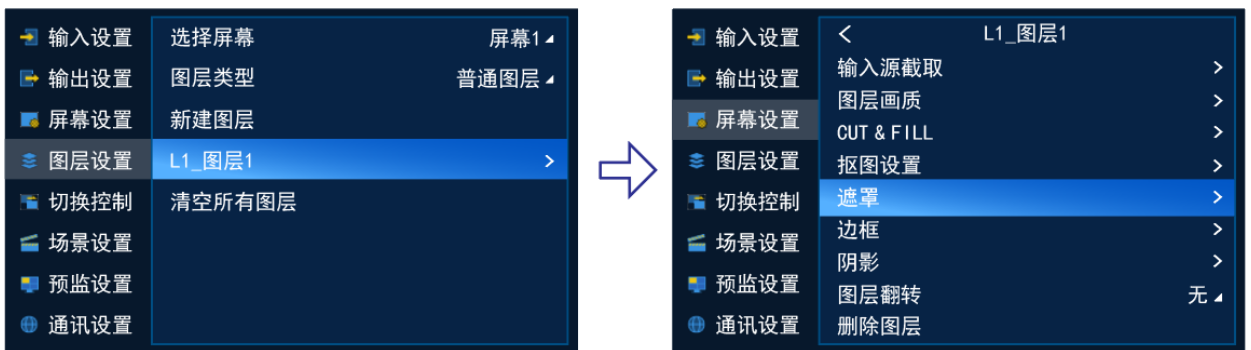 输入设置
输出设置
屏幕设置
图层设置
切换控制
场景设置
预监设置
通讯设置
选择屏幕 屏幕1
图层类型 普通图层
新建图层
L1_图层1 >
清空所有图层
输入设置
输出设置
屏幕设置
图层设置
切换控制
场景设置
预监设置
通讯设置
< L1_图层1
输入源截取 >
图层画质 >
CUT & FILL >
抠图设置 >
遮罩 >
边框 >
阴影 >
图层翻转 无
删除图层